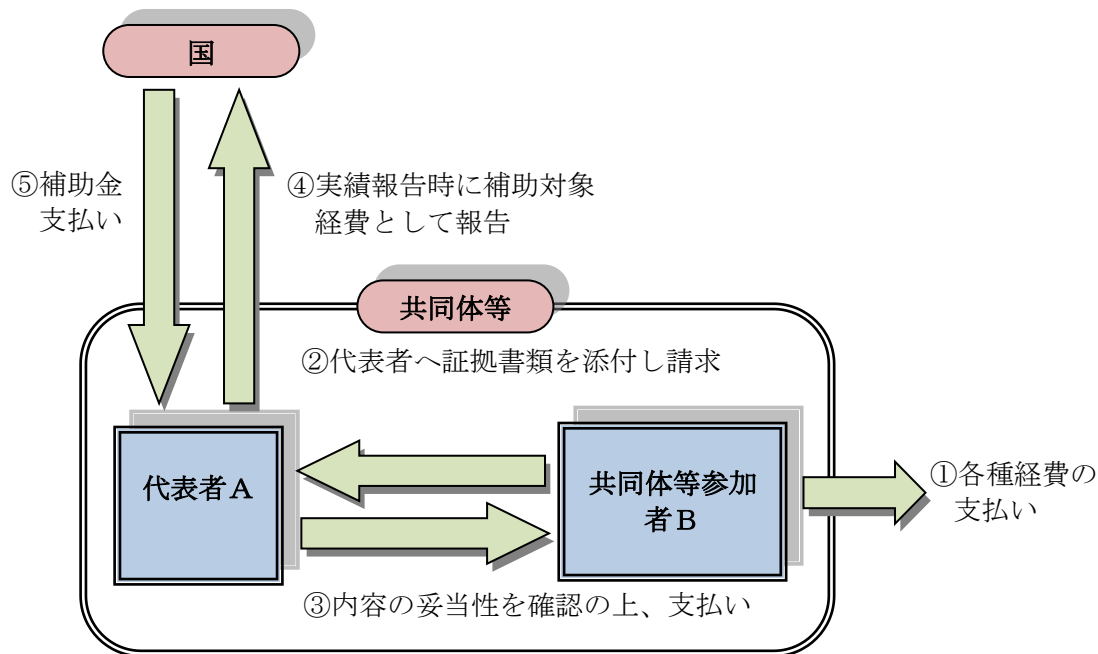 国
⑤補助金
支払い
④実績報告時に補助対象
経費として報告
共同体等
②代表者へ証拠書類を添付し請求
代表者Ａ
共同体等参加
者Ｂ
①各種経費の
支払い
③内容の妥当性を確認の上、支払い